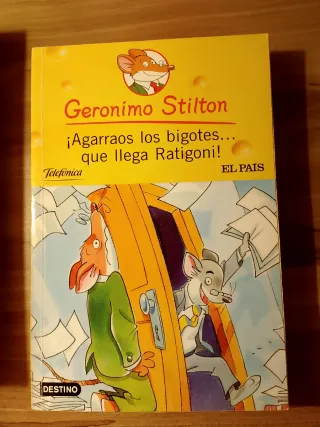 Geronimo Stilton
¡Agarraos los bigotes...
que llega Ratigoni!
Telefónica
EL PAÍS
DESTINO